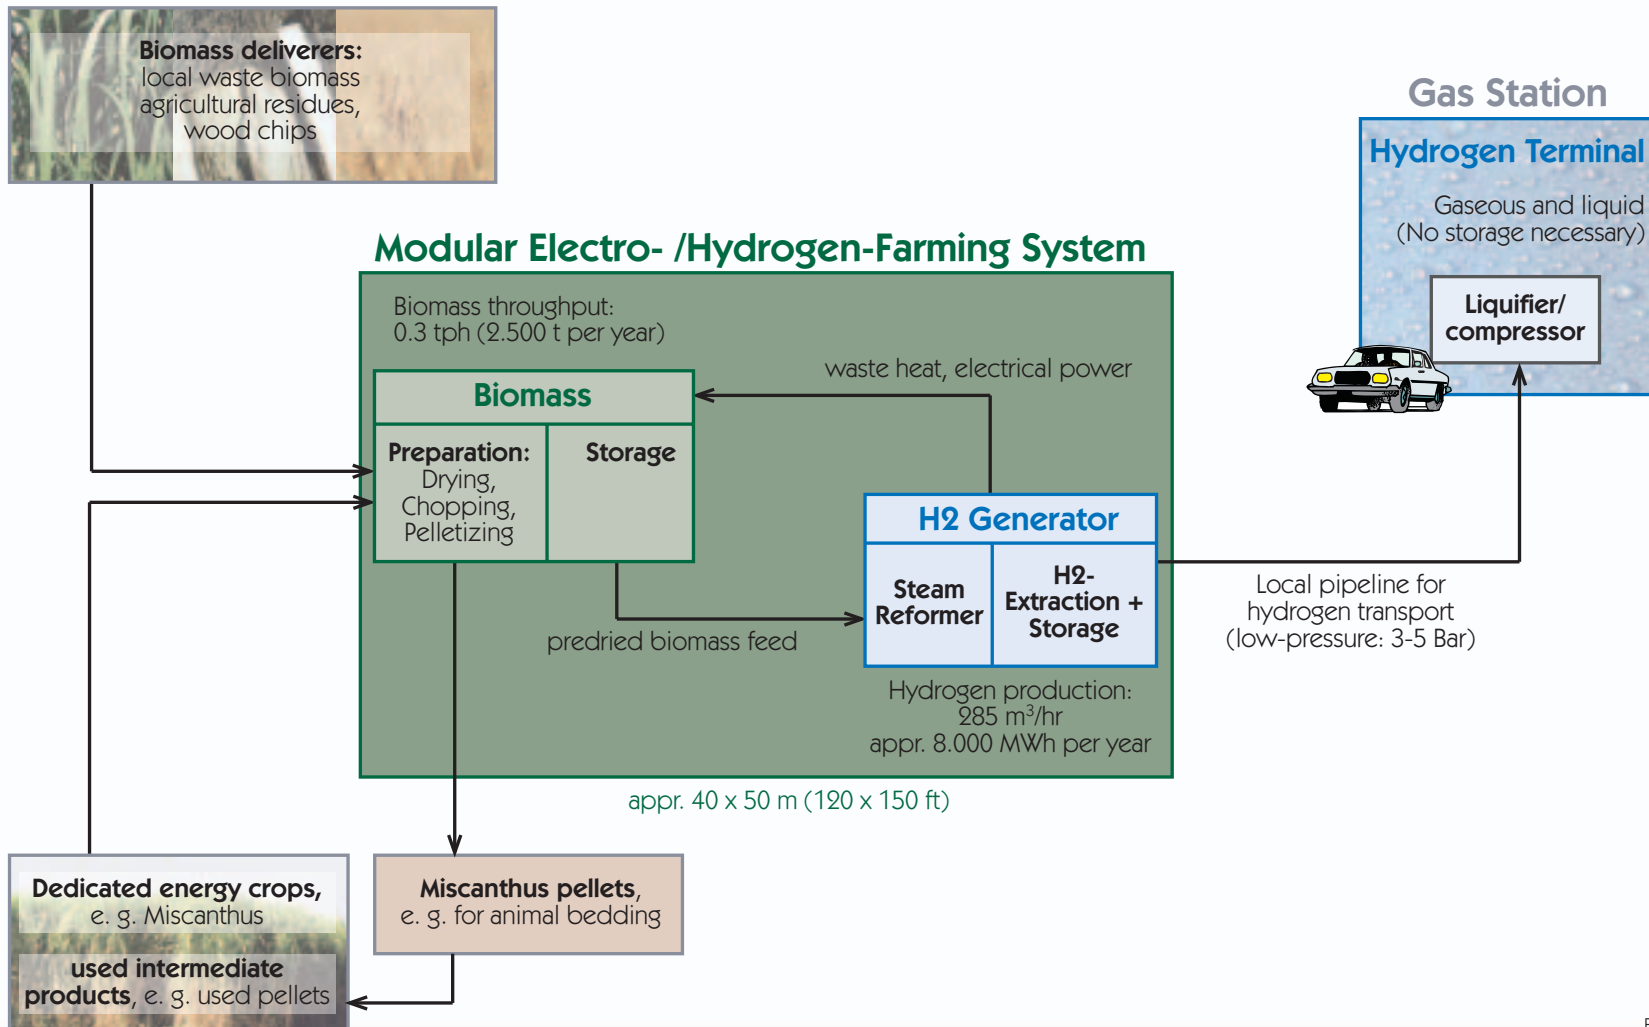 Biomass deliverers:
local waste biomass
agricultural residues,
wood chips
Gas Station
Hydrogen Terminal
Gaseous and liquid
(No storage necessary)
Liquifier/
compressor
Modular Electro- /Hydrogen-Farming System
Biomass throughput:
0.3 tph (2.500 t per year)
waste heat, electrical power
Biomass
Preparation:
Drying,
Chopping,
Pelletizing
Storage
H2 Generator
Steam
Reformer
H2-
Extraction +
Storage
predried biomass feed
Local pipeline for
hydrogen transport
(low-pressure: 3-5 Bar)
Hydrogen production:
285 m³/hr
appr. 8.000 MWh per year
appr. 40 x 50 m (120 x 150 ft)
Dedicated energy crops,
e. g. Miscanthus
used intermediate
products, e. g. used pellets
Miscanthus pellets,
e. g. for animal bedding